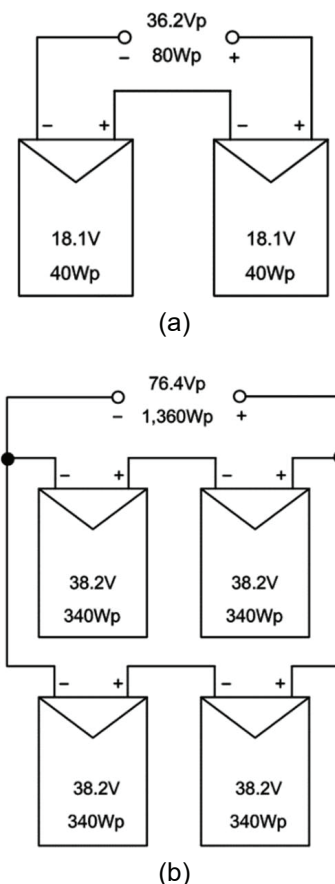 36.2Vp
− 80Wp +
− + − +
18.1V 18.1V
40Wp 40Wp
(a)
76.4Vp
− 1,360Wp +
− + − +
38.2V 38.2V
340Wp 340Wp
− + − +
38.2V 38.2V
340Wp 340Wp
(b)